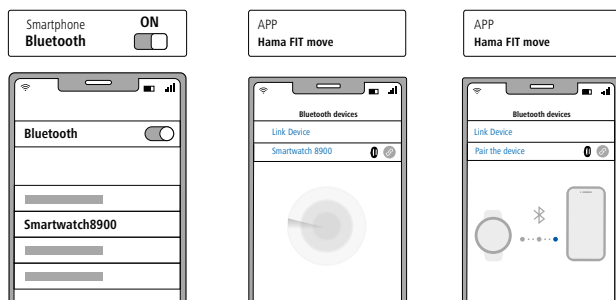 Smartphone
Bluetooth
ON
Bluetooth
Smartwatch8900
APP
Hama FIT move
Bluetooth devices
Link Device
Smartwatch 8900
APP
Hama FIT move
Bluetooth devices
Link Device
Pair the device